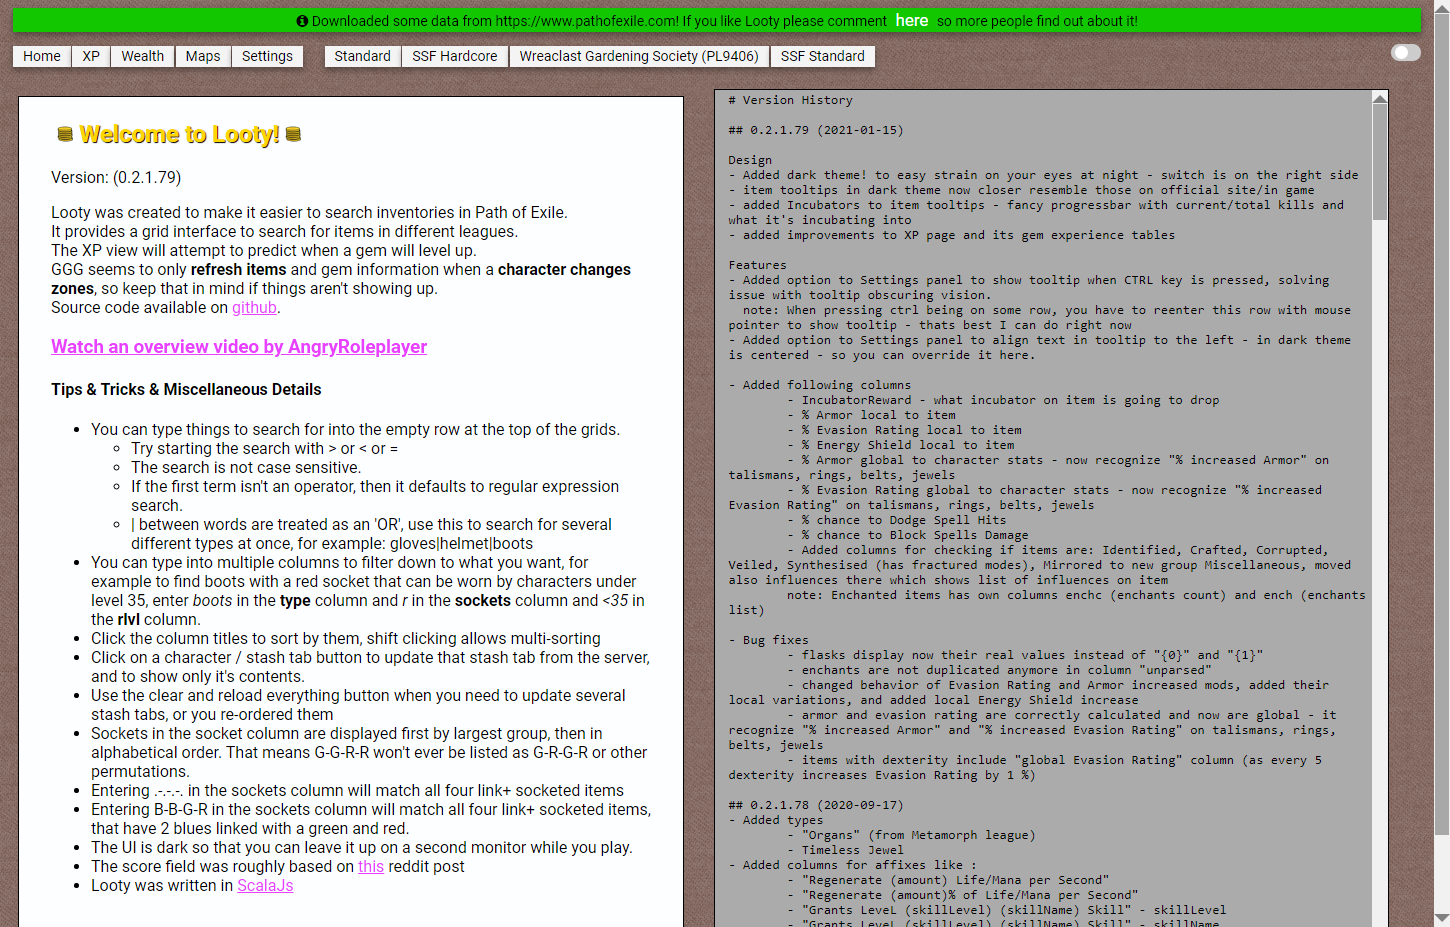 Downloaded some data from https://www.pathofexile.com! If you like Looty please comment here so more people find out about it!
Home XP Wealth Maps Settings Standard SSF Hardcore Wreaclast Gardening Society (PL9406) SSF Standard
Welcome to Looty!
Version: (0.2.1.79)
Looty was created to make it easier to search inventories in Path of Exile.
It provides a grid interface to search for items in different leagues.
The XP view will attempt to predict when a gem will level up.
GGG seems to only refresh items and gem information when a character changes
zones, so keep that in mind if things aren't showing up.
Source code available on github.
Watch an overview video by AngryRoleplayer
Tips & Tricks & Miscellaneous Details
• You can type things to search for into the empty row at the top of the grids.
◦ Try starting the search with > or < or =
◦ The search is not case sensitive.
◦ If the first term isn't an operator, then it defaults to regular expression
search.
◦ | between words are treated as an 'OR', use this to search for several
different types at once, for example: gloves|helmet|boots
• You can type into multiple columns to filter down to what you want, for
example to find boots with a red socket that can be worn by characters under
level 35, enter boots in the type column and r in the sockets column and <35 in
the rlvl column.
• Click the column titles to sort by them, shift clicking allows multi-sorting
• Click on a character / stash tab button to update that stash tab from the server,
and to show only it's contents.
• Use the clear and reload everything button when you need to update several
stash tabs, or you re-ordered them
• Sockets in the socket column are displayed first by largest group, then in
alphabetical order. That means G-G-R-R won't ever be listed as G-R-G-R or other
permutations.
• Entering .-.-.-. in the sockets column will match all four link+ socketed items
• Entering B-B-G-R in the sockets column will match all four link+ socketed items,
that have 2 blues linked with a green and red.
• The UI is dark so that you can leave it up on a second monitor while you play.
• The score field was roughly based on this reddit post
• Looty was written in ScalaJs
# Version History
## 0.2.1.79 (2021-01-15)
Design
- Added dark theme! to easy strain on your eyes at night - switch is on the right side
- item tooltips in dark theme now closer resemble those on official site/in game
- added Incubators to item tooltips - fancy progressbar with current/total kills and
what it's incubating into
- added improvements to XP page and its gem experience tables
Features
- Added option to Settings panel to show tooltip when CTRL key is pressed, solving
issue with tooltip obscuring vision.
note: When pressing ctrl being on some row, you have to reenter this row with mouse
pointer to show tooltip - thats best I can do right now
- Added option to Settings panel to align text in tooltip to the left - in dark theme
is centered - so you can override it here.
- Added following columns
- IncubatorReward - what incubator on item is going to drop
- % Armor local to item
- % Evasion Rating local to item
- % Energy Shield local to item
- % Armor global to character stats - now recognize "% increased Armor" on
talismans, rings, belts, jewels
- % Evasion Rating global to character stats - now recognize "% increased
Evasion Rating" on talismans, rings, belts, jewels
- % chance to Dodge Spell Hits
- % chance to Block Spells Damage
- Added columns for checking if items are: Identified, Crafted, Corrupted,
Veiled, Synthesised (has fractured modes), Mirrored to new group Miscellaneous, moved
also influences there which shows list of influences on item
note: Enchanted items has own columns enchc (enchants count) and ench (enchants
list)
- Bug fixes
- flasks display now their real values instead of "{0}" and "{1}"
- enchants are not duplicated anymore in column "unparsed"
- changed behavior of Evasion Rating and Armor increased mods, added their
local variations, and added local Energy Shield increase
- armor and evasion rating are correctly calculated and now are global - it
recognize "% increased Armor" and "% increased Evasion Rating" on talismans, rings,
belts, jewels
- items with dexterity include "global Evasion Rating" column (as every 5
dexterity increases Evasion Rating by 1 %)
## 0.2.1.78 (2020-09-17)
- Added types
- "Organs" (from Metamorph league)
- Timeless Jewel
- Added columns for affixes like :
- "Regenerate (amount) Life/Mana per Second"
- "Regenerate (amount)% of Life/Mana per Second"
- "Grants LeveL (skillLevel) (skillName) Skill" - skillLevel
- "Grants LeveL (skillLevel) (skillName) Skill" - skillName